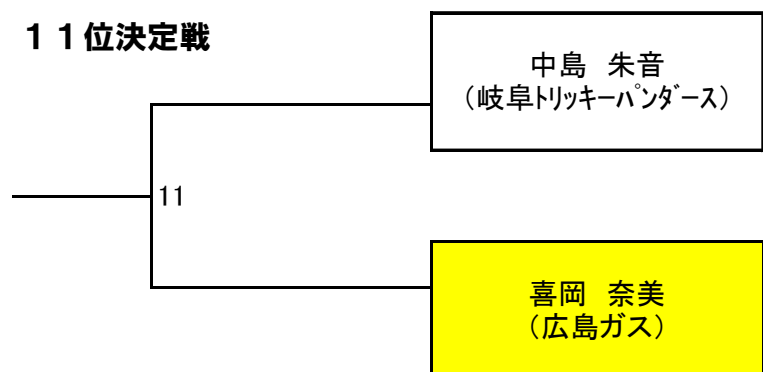 １１位決定戦
中島　朱音
（岐阜ﾄﾘｯｷｰﾊﾟﾝﾀﾞｰｽ）
11
喜岡　奈美
（広島ガス）